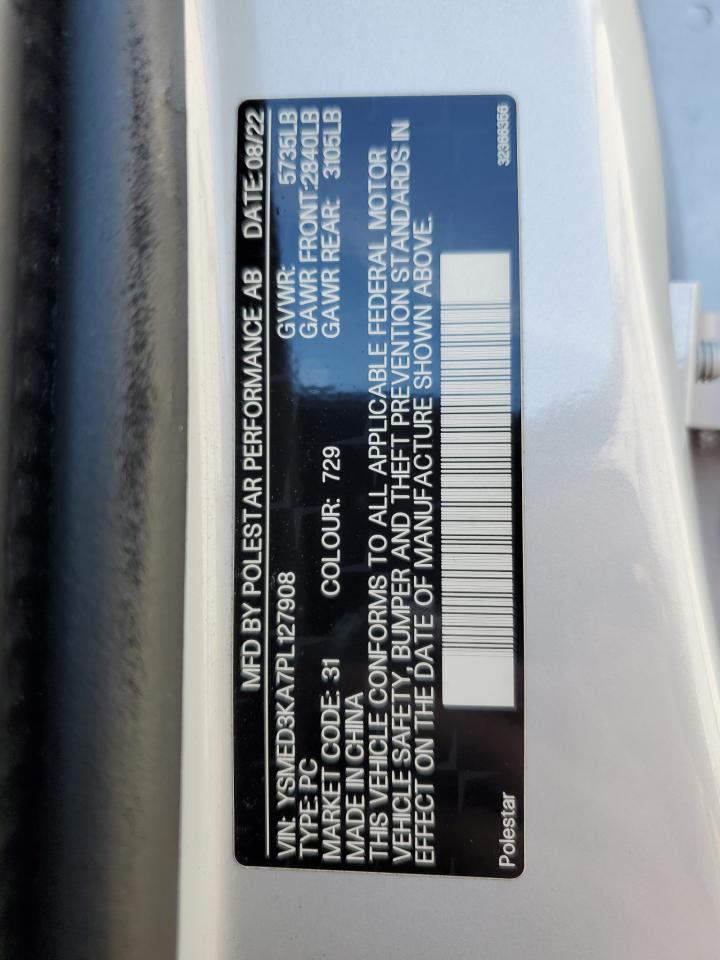 MFD BY POLESTAR PERFORMANCE AB DATE: 08/22
VIN: YSMED3KA7PL127908 GVWR: 5735LB
TYPE: PC GAWR FRONT:2840LB
MARKET CODE: 31 COLOUR: 729 GAWR REAR: 3105LB
MADE IN CHINA
THIS VEHICLE CONFORMS TO ALL APPLICABLE FEDERAL MOTOR
VEHICLE SAFETY, BUMPER AND THEFT PREVENTION STANDARDS IN
EFFECT ON THE DATE OF MANUFACTURE SHOWN ABOVE.
Polestar 32366356